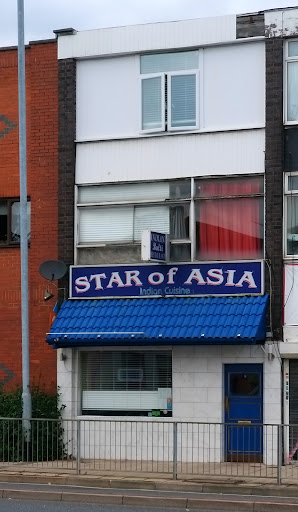 STAR of ASIA
Indian Cuisine